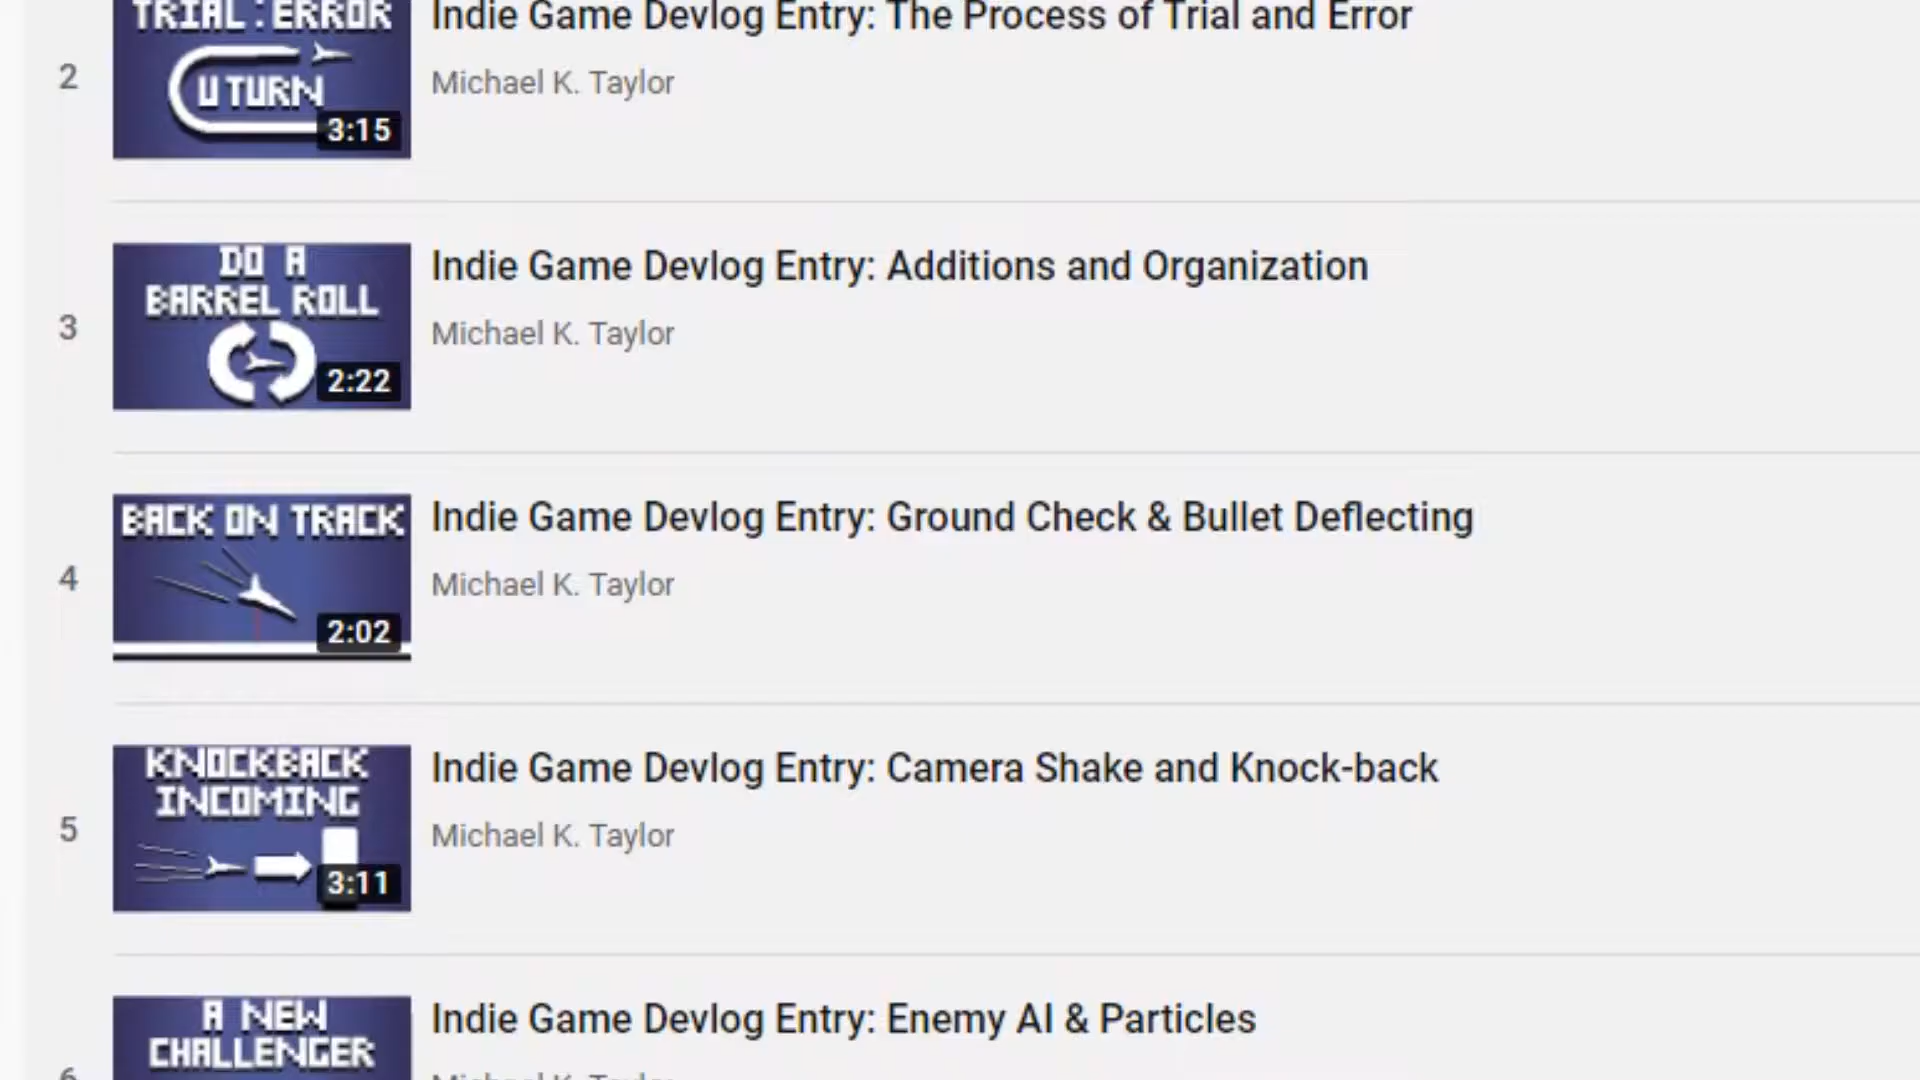 TRIAL:ERROR
U TURN
3:15
2
Indie Game Devlog Entry: The Process of Trial and Error
Michael K. Taylor
DO A
BARREL ROLL
2:22
3
Indie Game Devlog Entry: Additions and Organization
Michael K. Taylor
BACK ON TRACK
2:02
4
Indie Game Devlog Entry: Ground Check & Bullet Deflecting
Michael K. Taylor
KNOCKBACK
INCOMING
3:11
5
Indie Game Devlog Entry: Camera Shake and Knock-back
Michael K. Taylor
A NEW
CHALLENGER
6
Indie Game Devlog Entry: Enemy AI & Particles
Michael K. Taylor